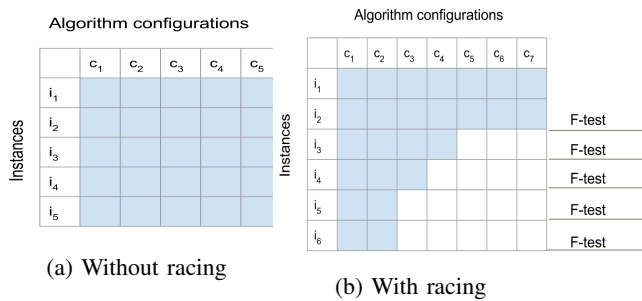 Algorithm configurations
c1 c2 c3 c4 c5
Instances
i1
i2
i3
i4
i5
(a) Without racing
Algorithm configurations
c1 c2 c3 c4 c5 c6 c7
Instances
i1
i2
F-test
i3
F-test
i4
F-test
i5
F-test
i6
F-test
(b) With racing